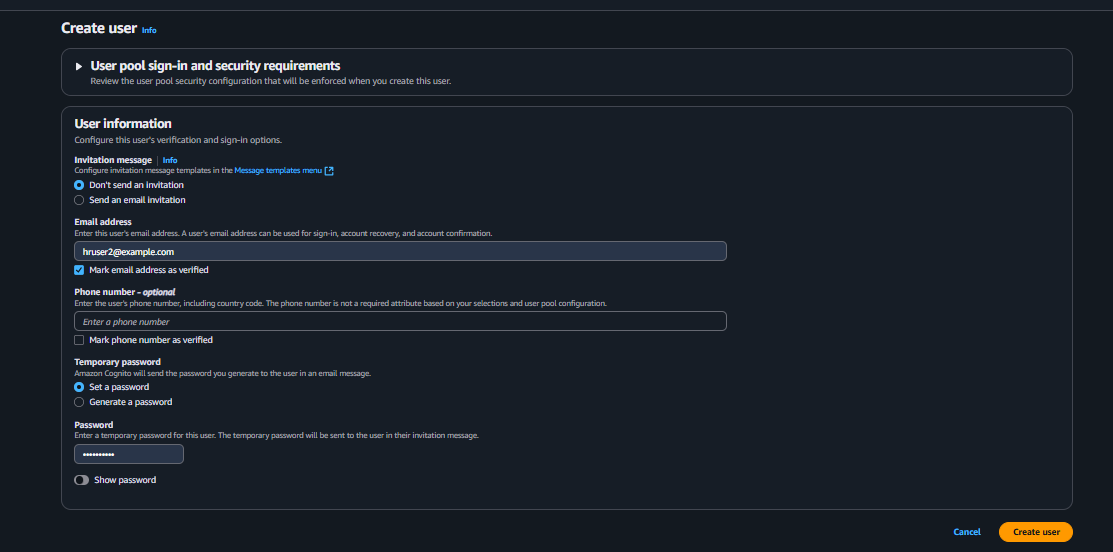 Create user Info
User pool sign-in and security requirements
Review the user pool security configuration that will be enforced when you create this user.
User information
Configure this user's verification and sign-in options.
Invitation message | Info
Configure invitation message templates in the Message templates menu
Don't send an invitation
Send an email invitation
Email address
Enter this user's email address. A user's email address can be used for sign-in, account recovery, and account confirmation.
hruser2@example.com
Mark email address as verified
Phone number - optional
Enter the user's phone number, including country code. The phone number is not a required attribute based on your selections and user pool configuration.
Enter a phone number
Mark phone number as verified
Temporary password
Amazon Cognito will send the password you generate to the user in an email message.
Set a password
Generate a password
Password
Enter a temporary password for this user. The temporary password will be sent to the user in their invitation message.
••••••••••
Show password
Cancel
Create user